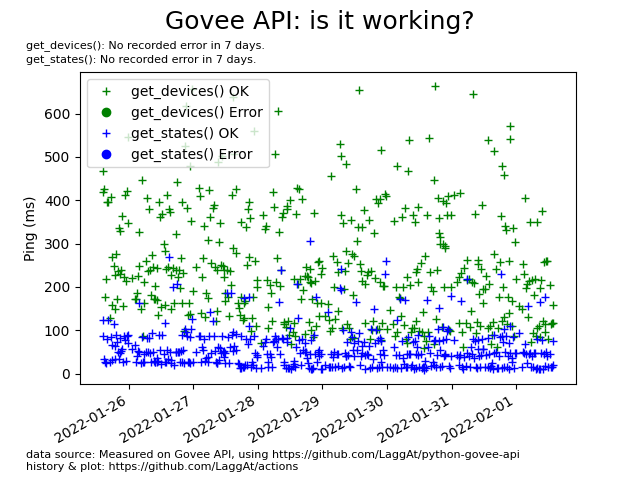 Govee API: is it working?
get_devices(): No recorded error in 7 days.
get_states(): No recorded error in 7 days.
get_devices() OK
get_devices() Error
get_states() OK
get_states() Error
Ping (ms)
600
500
400
300
200
100
0
2022-01-26
2022-01-27
2022-01-28
2022-01-29
2022-01-30
2022-01-31
2022-02-01
data source: Measured on Govee API, using https://github.com/LaggAt/python-govee-api
history & plot: https://github.com/LaggAt/actions